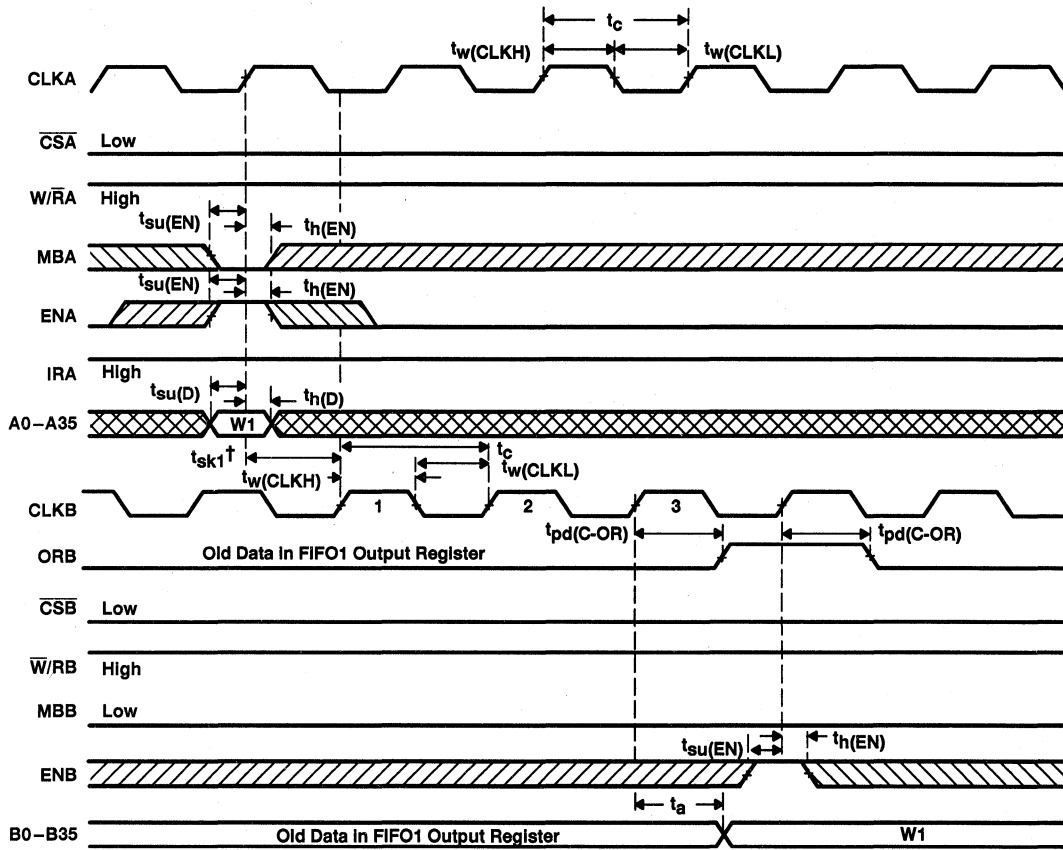 tc
tw(CLKH)
tw(CLKL)
CLKA
CSA
Low
W/RA
High
tsu(EN)
th(EN)
MBA
tsu(EN)
th(EN)
ENA
IRA
High
tsu(D)
th(D)
A0–A35
W1
tsk1†
tc
tw(CLKH)
tw(CLKL)
CLKB
1
2
3
tpd(C-OR)
tpd(C-OR)
ORB
Old Data in FIFO1 Output Register
CSB
Low
W/RB
High
MBB
Low
tsu(EN)
th(EN)
ENB
ta
B0–B35
Old Data in FIFO1 Output Register
W1